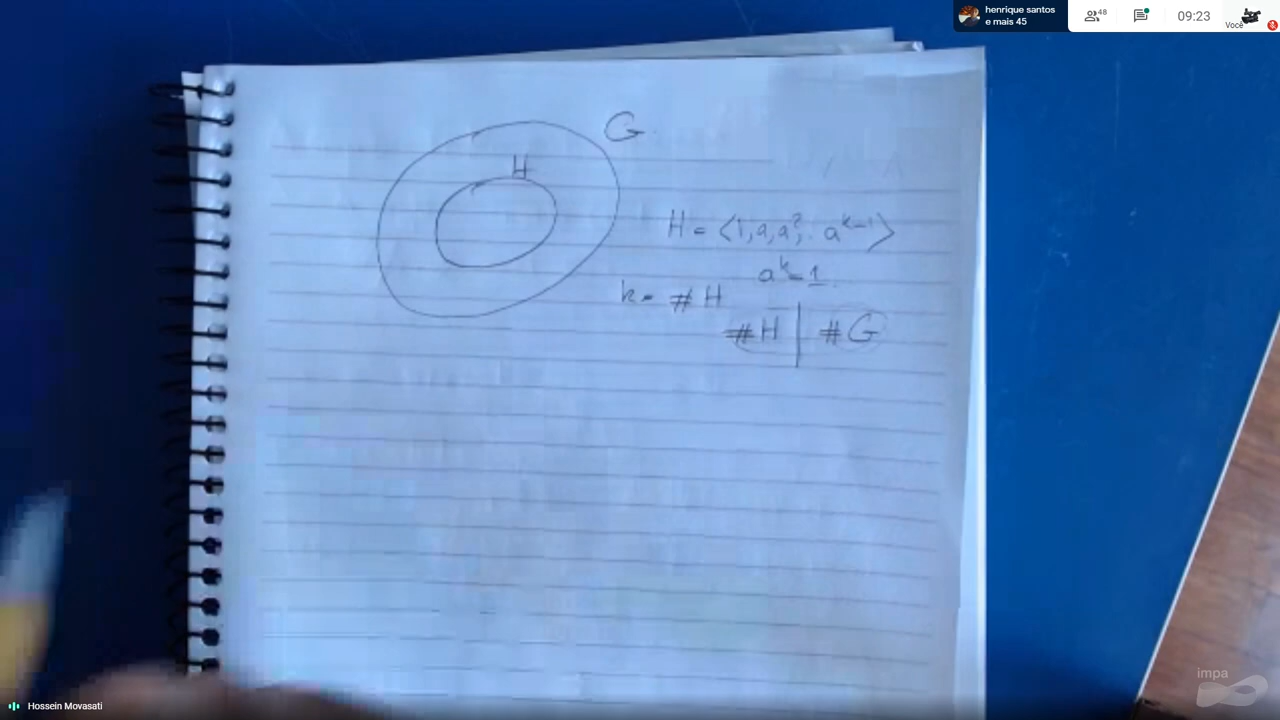 henrique santos
e mais 45
48
09:23
Você
G
H
H = <1, a, a², .. a^{k-1}>
a^k = 1
k = # H
#H | #G
impa
Hossein Movasati